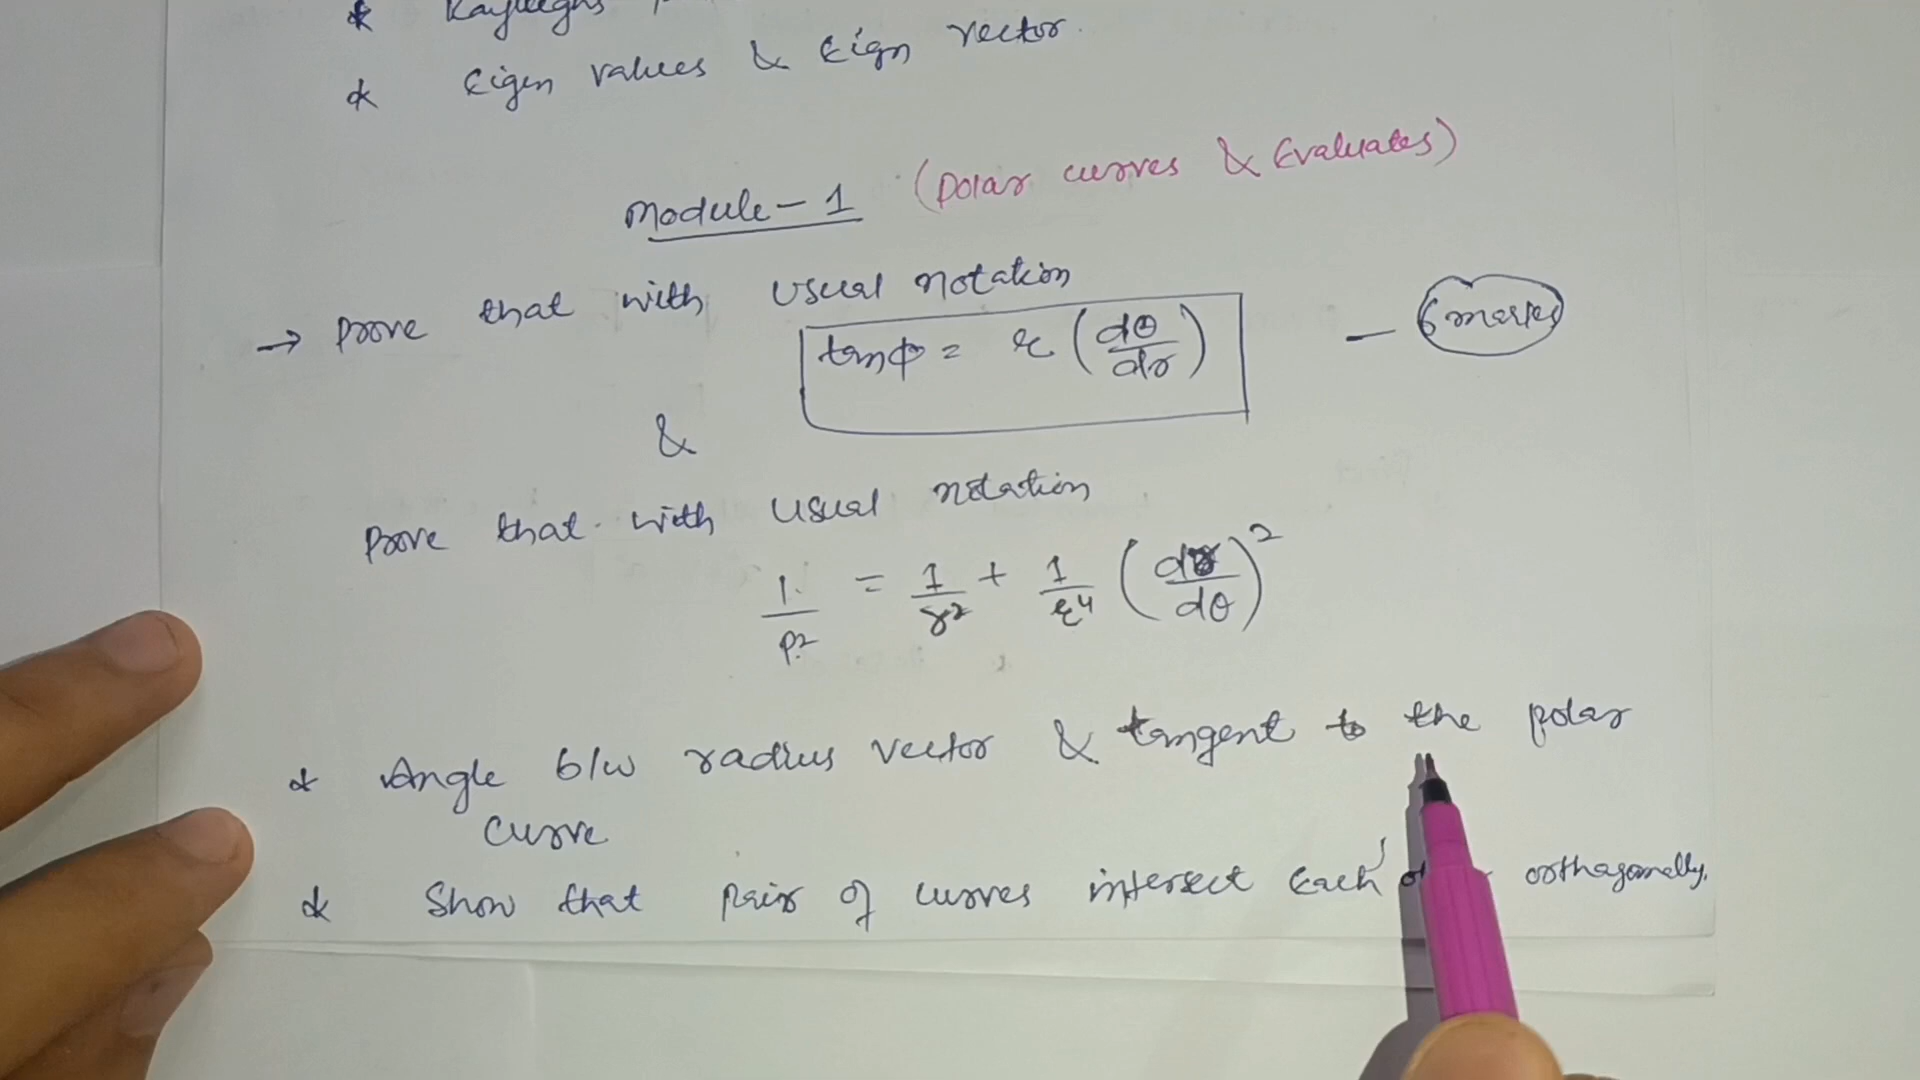 * Rayleighs
* Eigen values & Eign vector.
Module - 1 (Polar curves & Evaluates)
→ Prove that with usual notation
tanφ = r (dθ/dr) — 6 marks
&
Prove that with usual notation
1/p² = 1/r² + 1/r⁴ (dr/dθ)²
* Angle b/w radius vector & tangent to the polar
curve
* Show that pair of curves intersect each orthagonally.